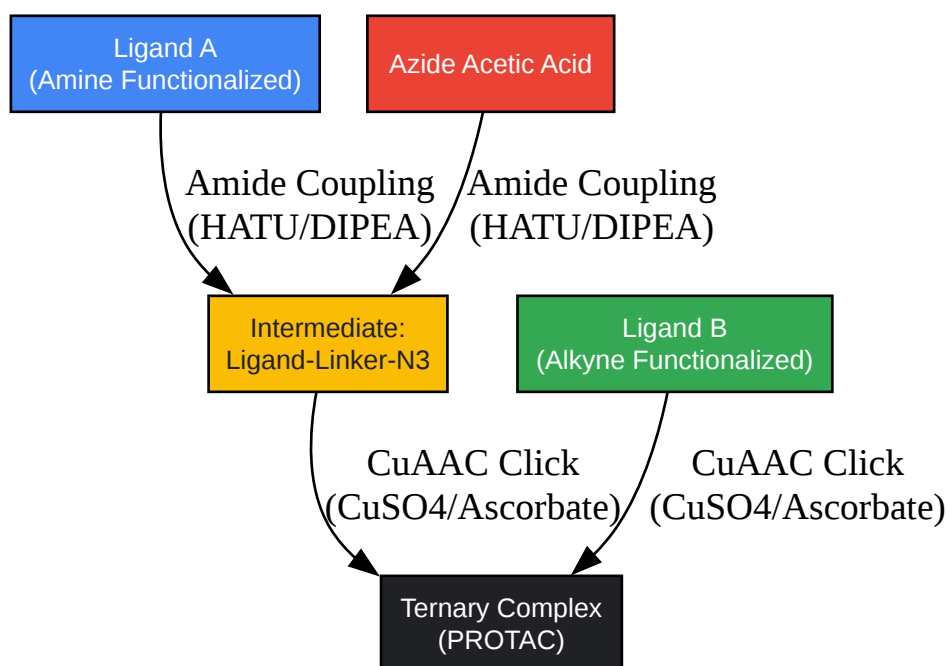 Ligand A
(Amine Functionalized)
Azide Acetic Acid
Amide Coupling
(HATU/DIPEA)
Amide Coupling
(HATU/DIPEA)
Intermediate:
Ligand-Linker-N3
Ligand B
(Alkyne Functionalized)
CuAAC Click
(CuSO4/Ascorbate)
CuAAC Click
(CuSO4/Ascorbate)
Ternary Complex
(PROTAC)